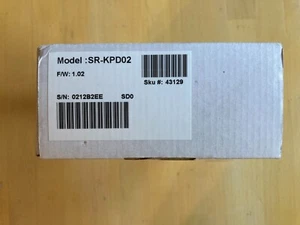 Model :SR-KPD02
F/W: 1.02
Sku #: 43129
S/N: 0212B2EE SD0